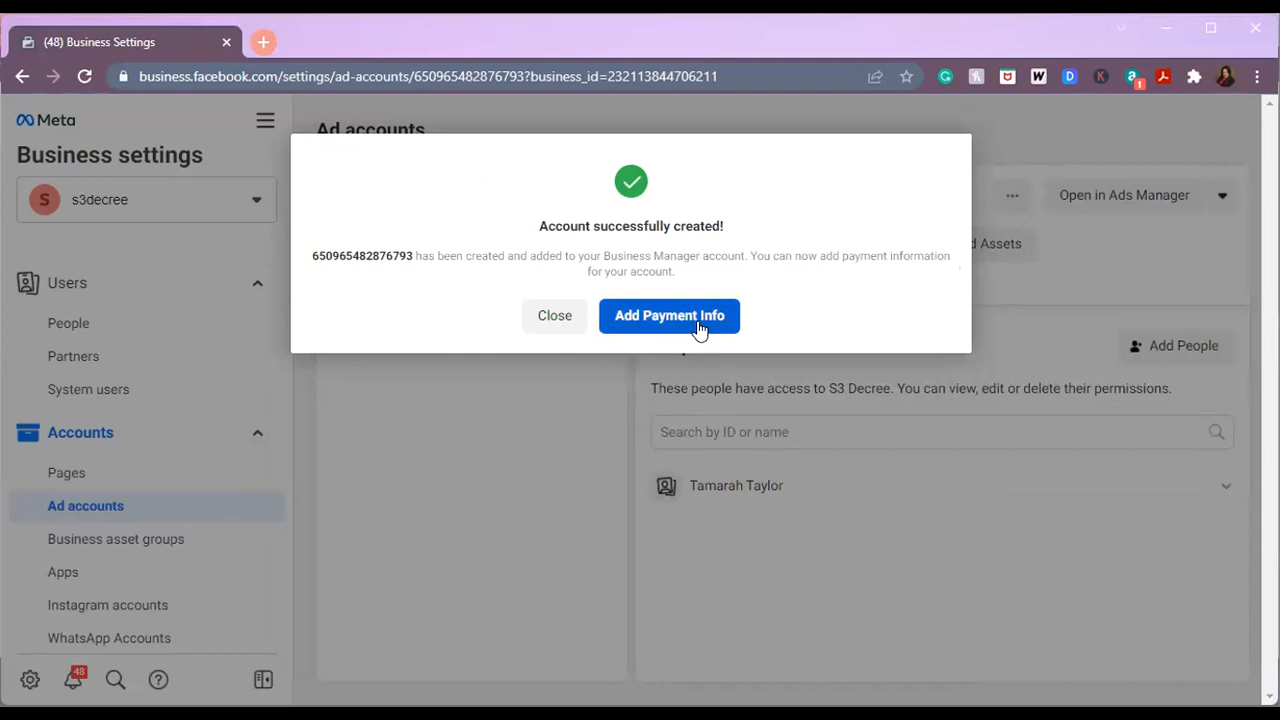 (48) Business Settings
business.facebook.com/settings/ad-accounts/650965482876793?business_id=232113844706211
1
Meta
Business settings
S
s3decree
Users
People
Partners
System users
Accounts
Pages
Ad accounts
Business asset groups
Apps
Instagram accounts
WhatsApp Accounts
48
Ad accounts
Open in Ads Manager
d Assets
Account successfully created!
650965482876793 has been created and added to your Business Manager account. You can now add payment information
for your account.
Close
Add Payment Info
Add People
These people have access to S3 Decree. You can view, edit or delete their permissions.
Search by ID or name
Tamarah Taylor